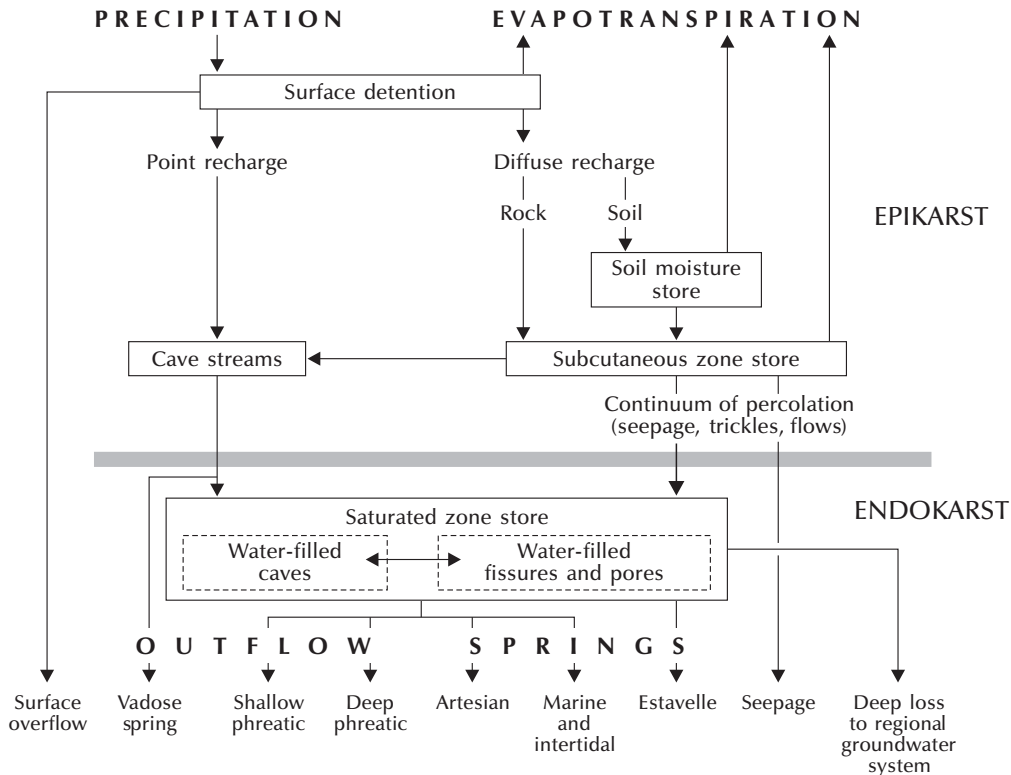 PRECIPITATION
EVAPOTRANSPIRATION
Surface detention
Point recharge
Diffuse recharge
Rock
Soil
EPIKARST
Soil moisture
store
Cave streams
Subcutaneous zone store
Continuum of percolation
(seepage, trickles, flows)
ENDOKARST
Saturated zone store
Water-filled
caves
Water-filled
fissures and pores
OUTFLOW SPRINGS
Surface
overflow
Vadose
spring
Shallow
phreatic
Deep
phreatic
Artesian
Marine
and
intertidal
Estavelle
Seepage
Deep loss
to regional
groundwater
system